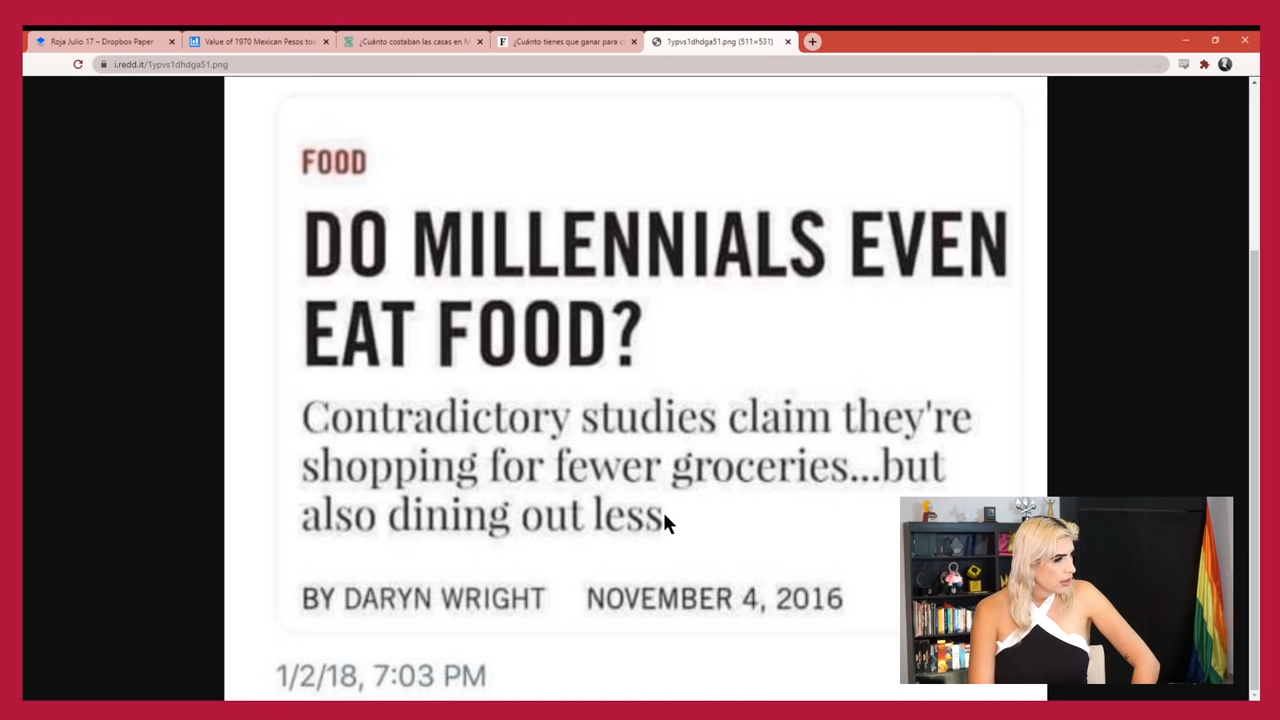 Roja Julio 17 – Dropbox Paper
Value of 1970 Mexican Pesos too
¿Cuánto costaban las casas en M
¿Cuánto tienes que ganar para c
1ypvs1dhdga51.png (511×531)
i.redd.it/1ypvs1dhdga51.png
FOOD
DO MILLENNIALS EVEN
EAT FOOD?
Contradictory studies claim they're
shopping for fewer groceries...but
also dining out less.
BY DARYN WRIGHT NOVEMBER 4, 2016
1/2/18, 7:03 PM